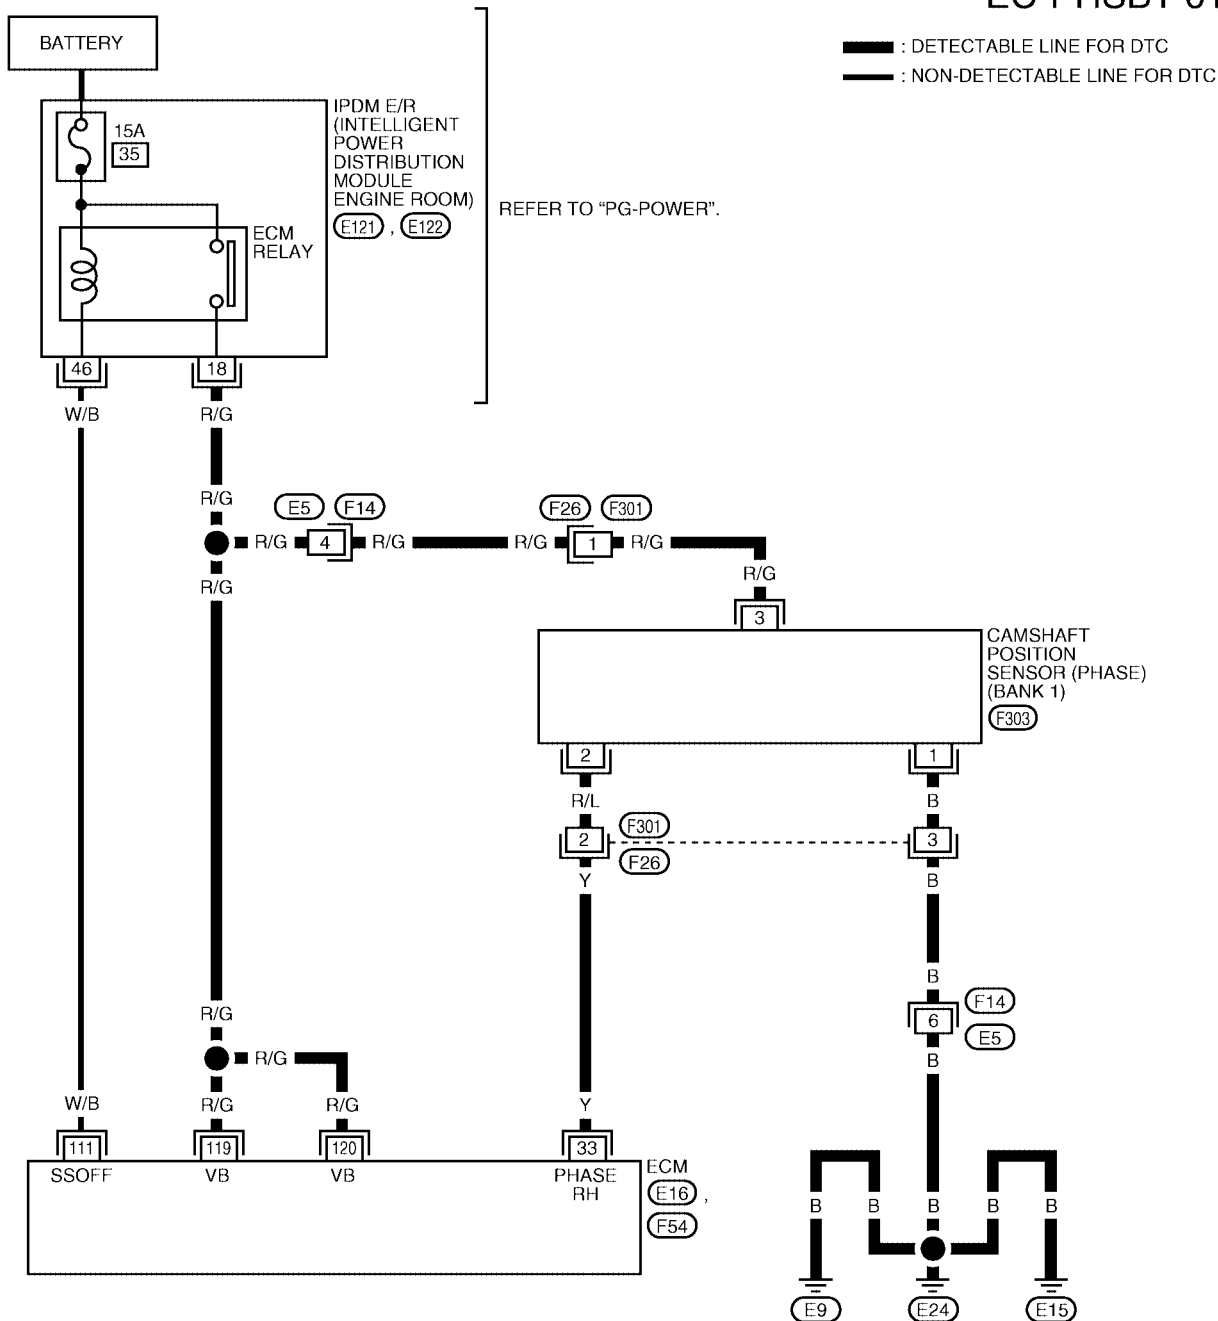 BATTERY
: DETECTABLE LINE FOR DTC
: NON-DETECTABLE LINE FOR DTC
15A
35
IPDM E/R
(INTELLIGENT
POWER
DISTRIBUTION
MODULE
ENGINE ROOM)
E121 , E122
REFER TO “PG-POWER”.
ECM
RELAY
46
18
W/B
R/G
R/G
E5 F14
F26 F301
R/G 4 R/G R/G 1 R/G
R/G
R/G
3
CAMSHAFT
POSITION
SENSOR (PHASE)
(BANK 1)
F303
2
1
R/L
B
F301
2
3
F26
Y
B
B
F14
6
E5
B
R/G
R/G
W/B
R/G
R/G
Y
111
119
120
33
SSOFF
VB
VB
PHASE
RH
ECM
E16 ,
F54
B B B B B
E9
E24
E15